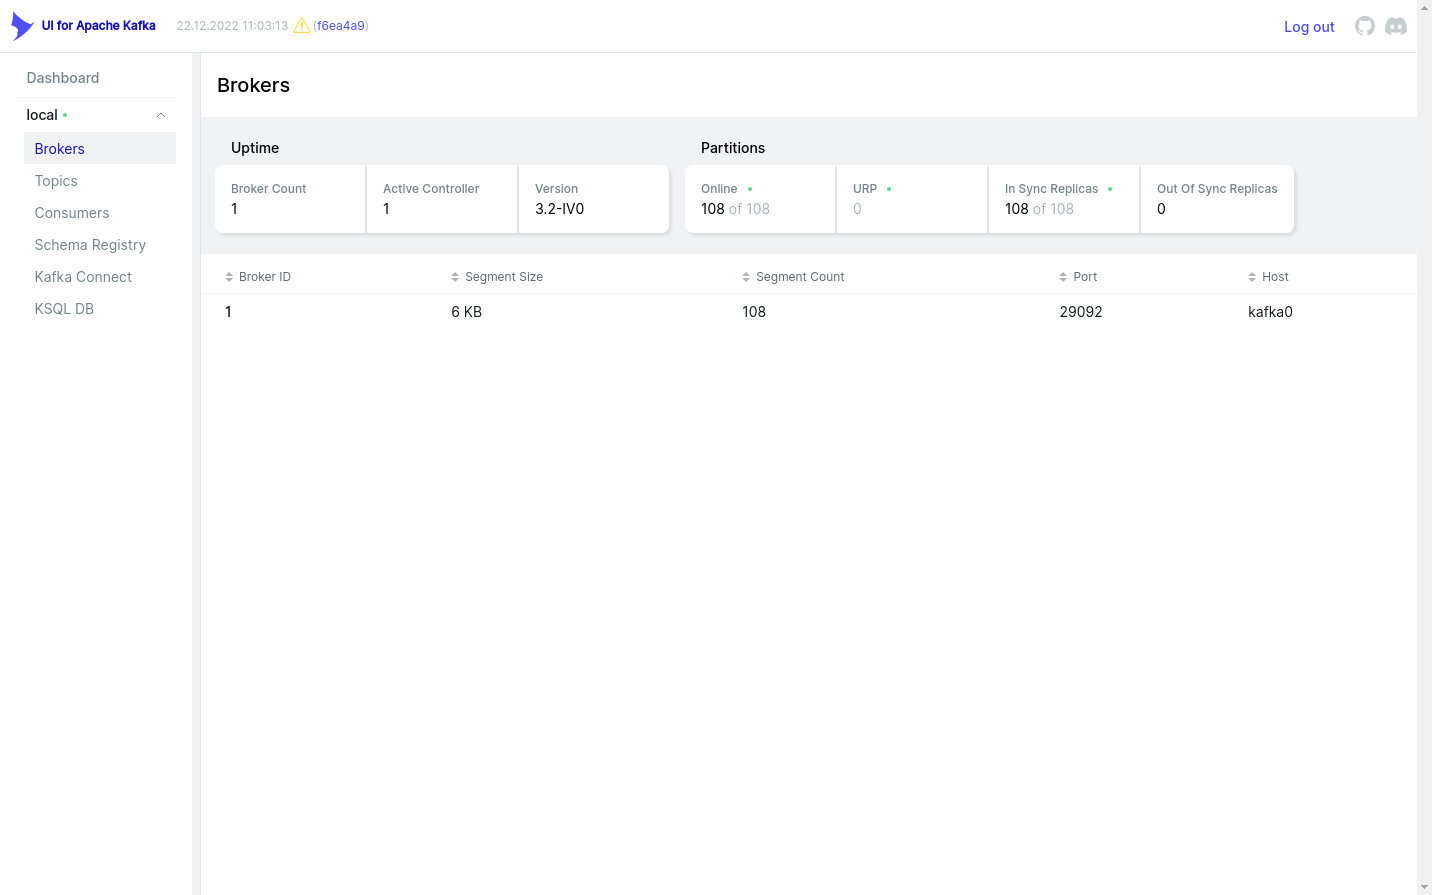 UI for Apache Kafka 22.12.2022 11:03:13 (f6ea4a9) Log out
Dashboard
local
Brokers
Topics
Consumers
Schema Registry
Kafka Connect
KSQL DB
Brokers
Uptime
Broker Count
1
Active Controller
1
Version
3.2-IV0
Partitions
Online
108 of 108
URP
0
In Sync Replicas
108 of 108
Out Of Sync Replicas
0
Broker ID Segment Size Segment Count Port Host
1 6 KB 108 29092 kafka0